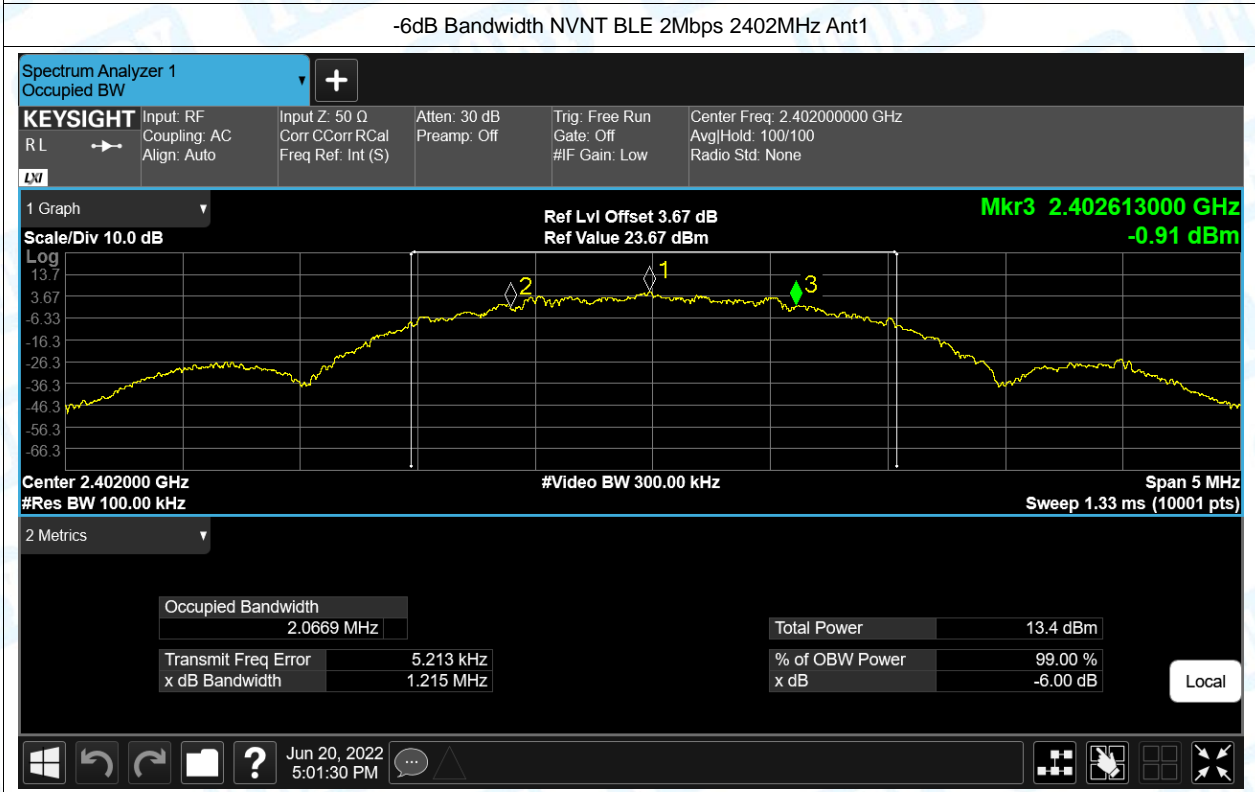 -6dB Bandwidth NVNT BLE 2Mbps 2402MHz Ant1
Spectrum Analyzer 1
Occupied BW
+
KEYSIGHT
R L
LXI
Input: RF
Coupling: AC
Align: Auto
Input Z: 50 Ω
Corr CCorr RCal
Freq Ref: Int (S)
Atten: 30 dB
Preamp: Off
Trig: Free Run
Gate: Off
#IF Gain: Low
Center Freq: 2.402000000 GHz
Avg|Hold: 100/100
Radio Std: None
1 Graph
Scale/Div 10.0 dB
Ref Lvl Offset 3.67 dB
Ref Value 23.67 dBm
Mkr3 2.402613000 GHz
-0.91 dBm
Log
13.7
3.67
-6.33
-16.3
-26.3
-36.3
-46.3
-56.3
-66.3
2
1
3
Center 2.402000 GHz
#Video BW 300.00 kHz
Span 5 MHz
#Res BW 100.00 kHz
Sweep 1.33 ms (10001 pts)
2 Metrics
Occupied Bandwidth
2.0669 MHz
Total Power 13.4 dBm
Transmit Freq Error 5.213 kHz
% of OBW Power 99.00 %
x dB Bandwidth 1.215 MHz
x dB -6.00 dB
Local
?
Jun 20, 2022
5:01:30 PM